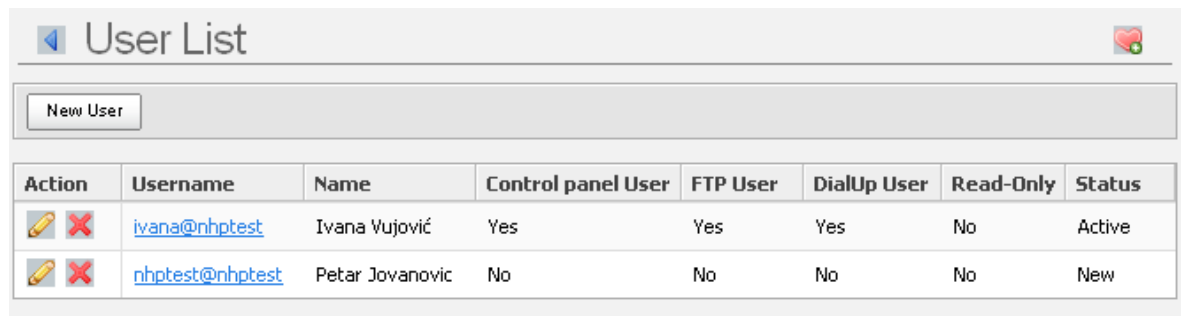 User List
New User
Action Username Name Control panel User FTP User DialUp User Read-Only Status
ivana@nhptest Ivana Vujović Yes Yes Yes No Active
nhptest@nhptest Petar Jovanovic No No No No New